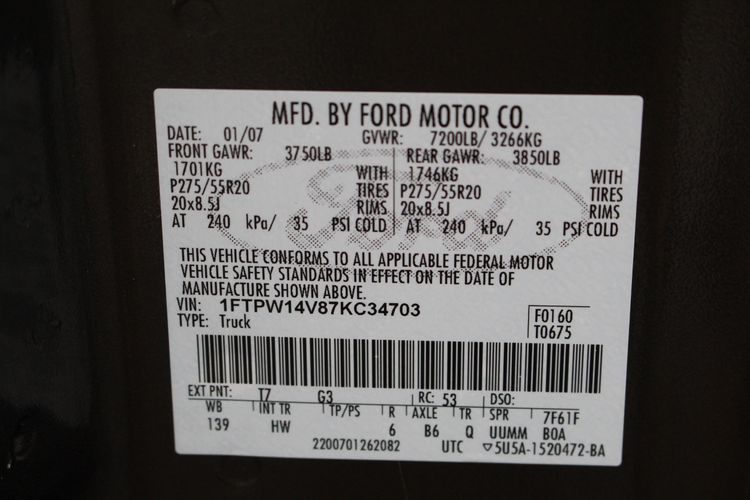 MFD. BY FORD MOTOR CO.
DATE: 01/07 GVWR: 7200LB/ 3266KG
FRONT GAWR: 3750LB REAR GAWR: 3850LB
1701KG WITH 1746KG WITH
P275/55R20 TIRES P275/55R20 TIRES
20x8.5J RIMS 20x8.5J RIMS
AT 240 kPa/ 35 PSI COLD AT 240 kPa/ 35 PSI COLD
Ford
THIS VEHICLE CONFORMS TO ALL APPLICABLE FEDERAL MOTOR
VEHICLE SAFETY STANDARDS IN EFFECT ON THE DATE OF
MANUFACTURE SHOWN ABOVE.
VIN: 1FTPW14V87KC34703 F0160
TYPE: Truck T0675
EXT PNT: T7 G3 RC: 53 DSO:
WB INT TR TP/PS R AXLE TR SPR 7F61F
139 HW 6 B6 Q UUMM BOA
2200701262082 UTC ▽5U5A-1520472-BA